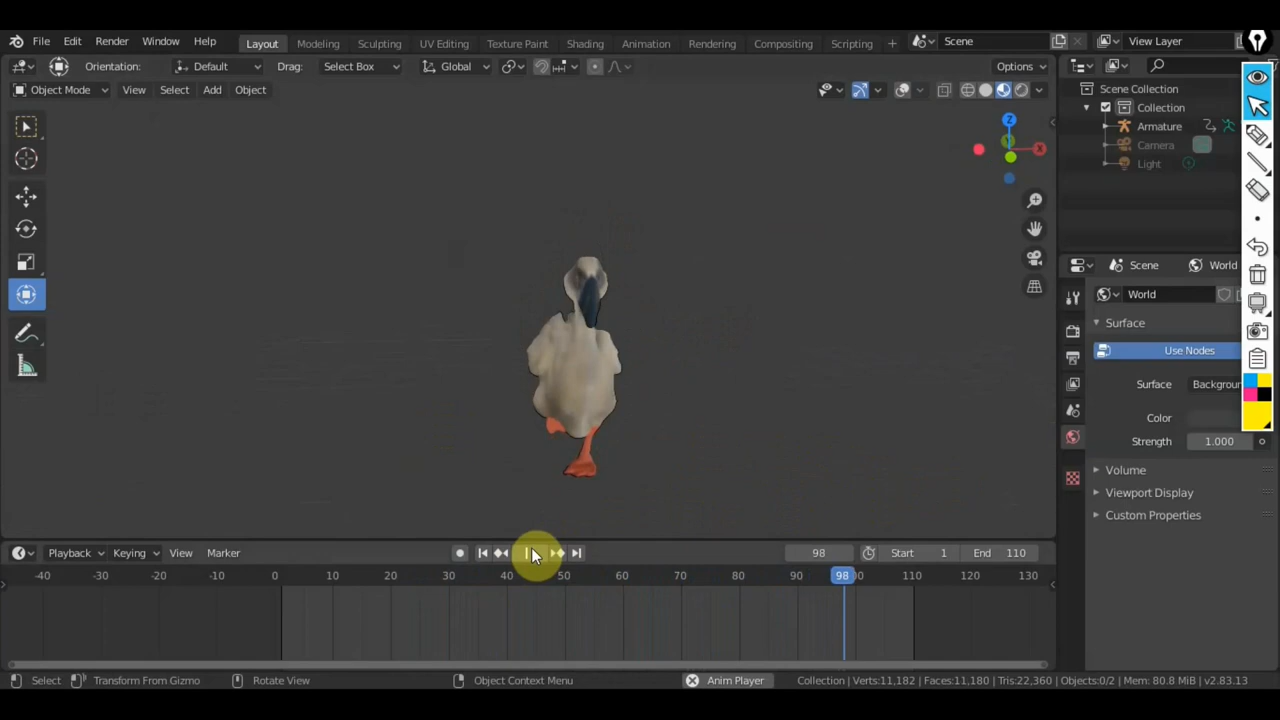 File Edit Render Window Help Layout Modeling Sculpting UV Editing Texture Paint Shading Animation Rendering Compositing Scripting + Scene View Layer
Orientation: Default Drag: Select Box Global Options
Object Mode View Select Add Object
Scene Collection
Collection
Armature
Camera
Light
Z
X
Scene World
World
Surface
Use Nodes
Surface Backgroun
Color
Strength 1.000
Volume
Viewport Display
Custom Properties
Playback Keying View Marker 98 Start 1 End 110
-40 -30 -20 -10 0 10 20 30 40 50 60 70 80 90 98 110 120 130
Select Transform From Gizmo Rotate View Object Context Menu Anim Player Collection | Verts:11,182 | Faces:11,180 | Tris:22,360 | Objects:0/2 | Mem: 80.8 MiB | v2.83.13